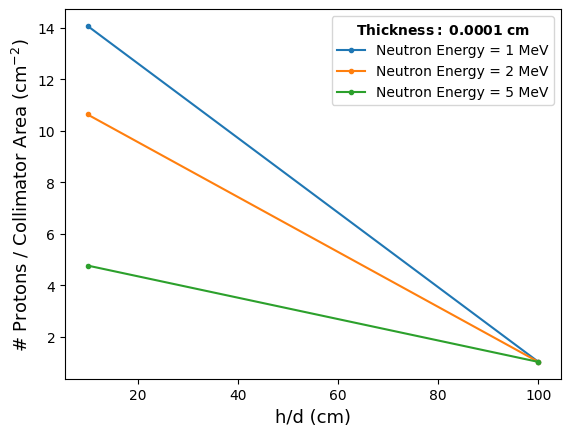 Thickness: 0.0001 cm
Neutron Energy = 1 MeV
Neutron Energy = 2 MeV
Neutron Energy = 5 MeV
# Protons / Collimator Area (cm⁻²)
14
12
10
8
6
4
2
20
40
60
80
100
h/d (cm)